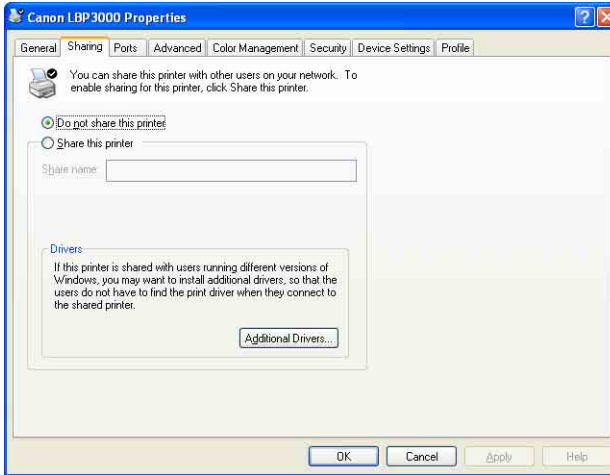 Canon LBP3000 Properties
General Sharing Ports Advanced Color Management Security Device Settings Profile
You can share this printer with other users on your network. To
enable sharing for this printer, click Share this printer.
Do not share this printer
Share this printer
Share name:
Drivers
If this printer is shared with users running different versions of
Windows, you may want to install additional drivers, so that the
users do not have to find the print driver when they connect to
the shared printer.
Additional Drivers...
OK Cancel Apply Help